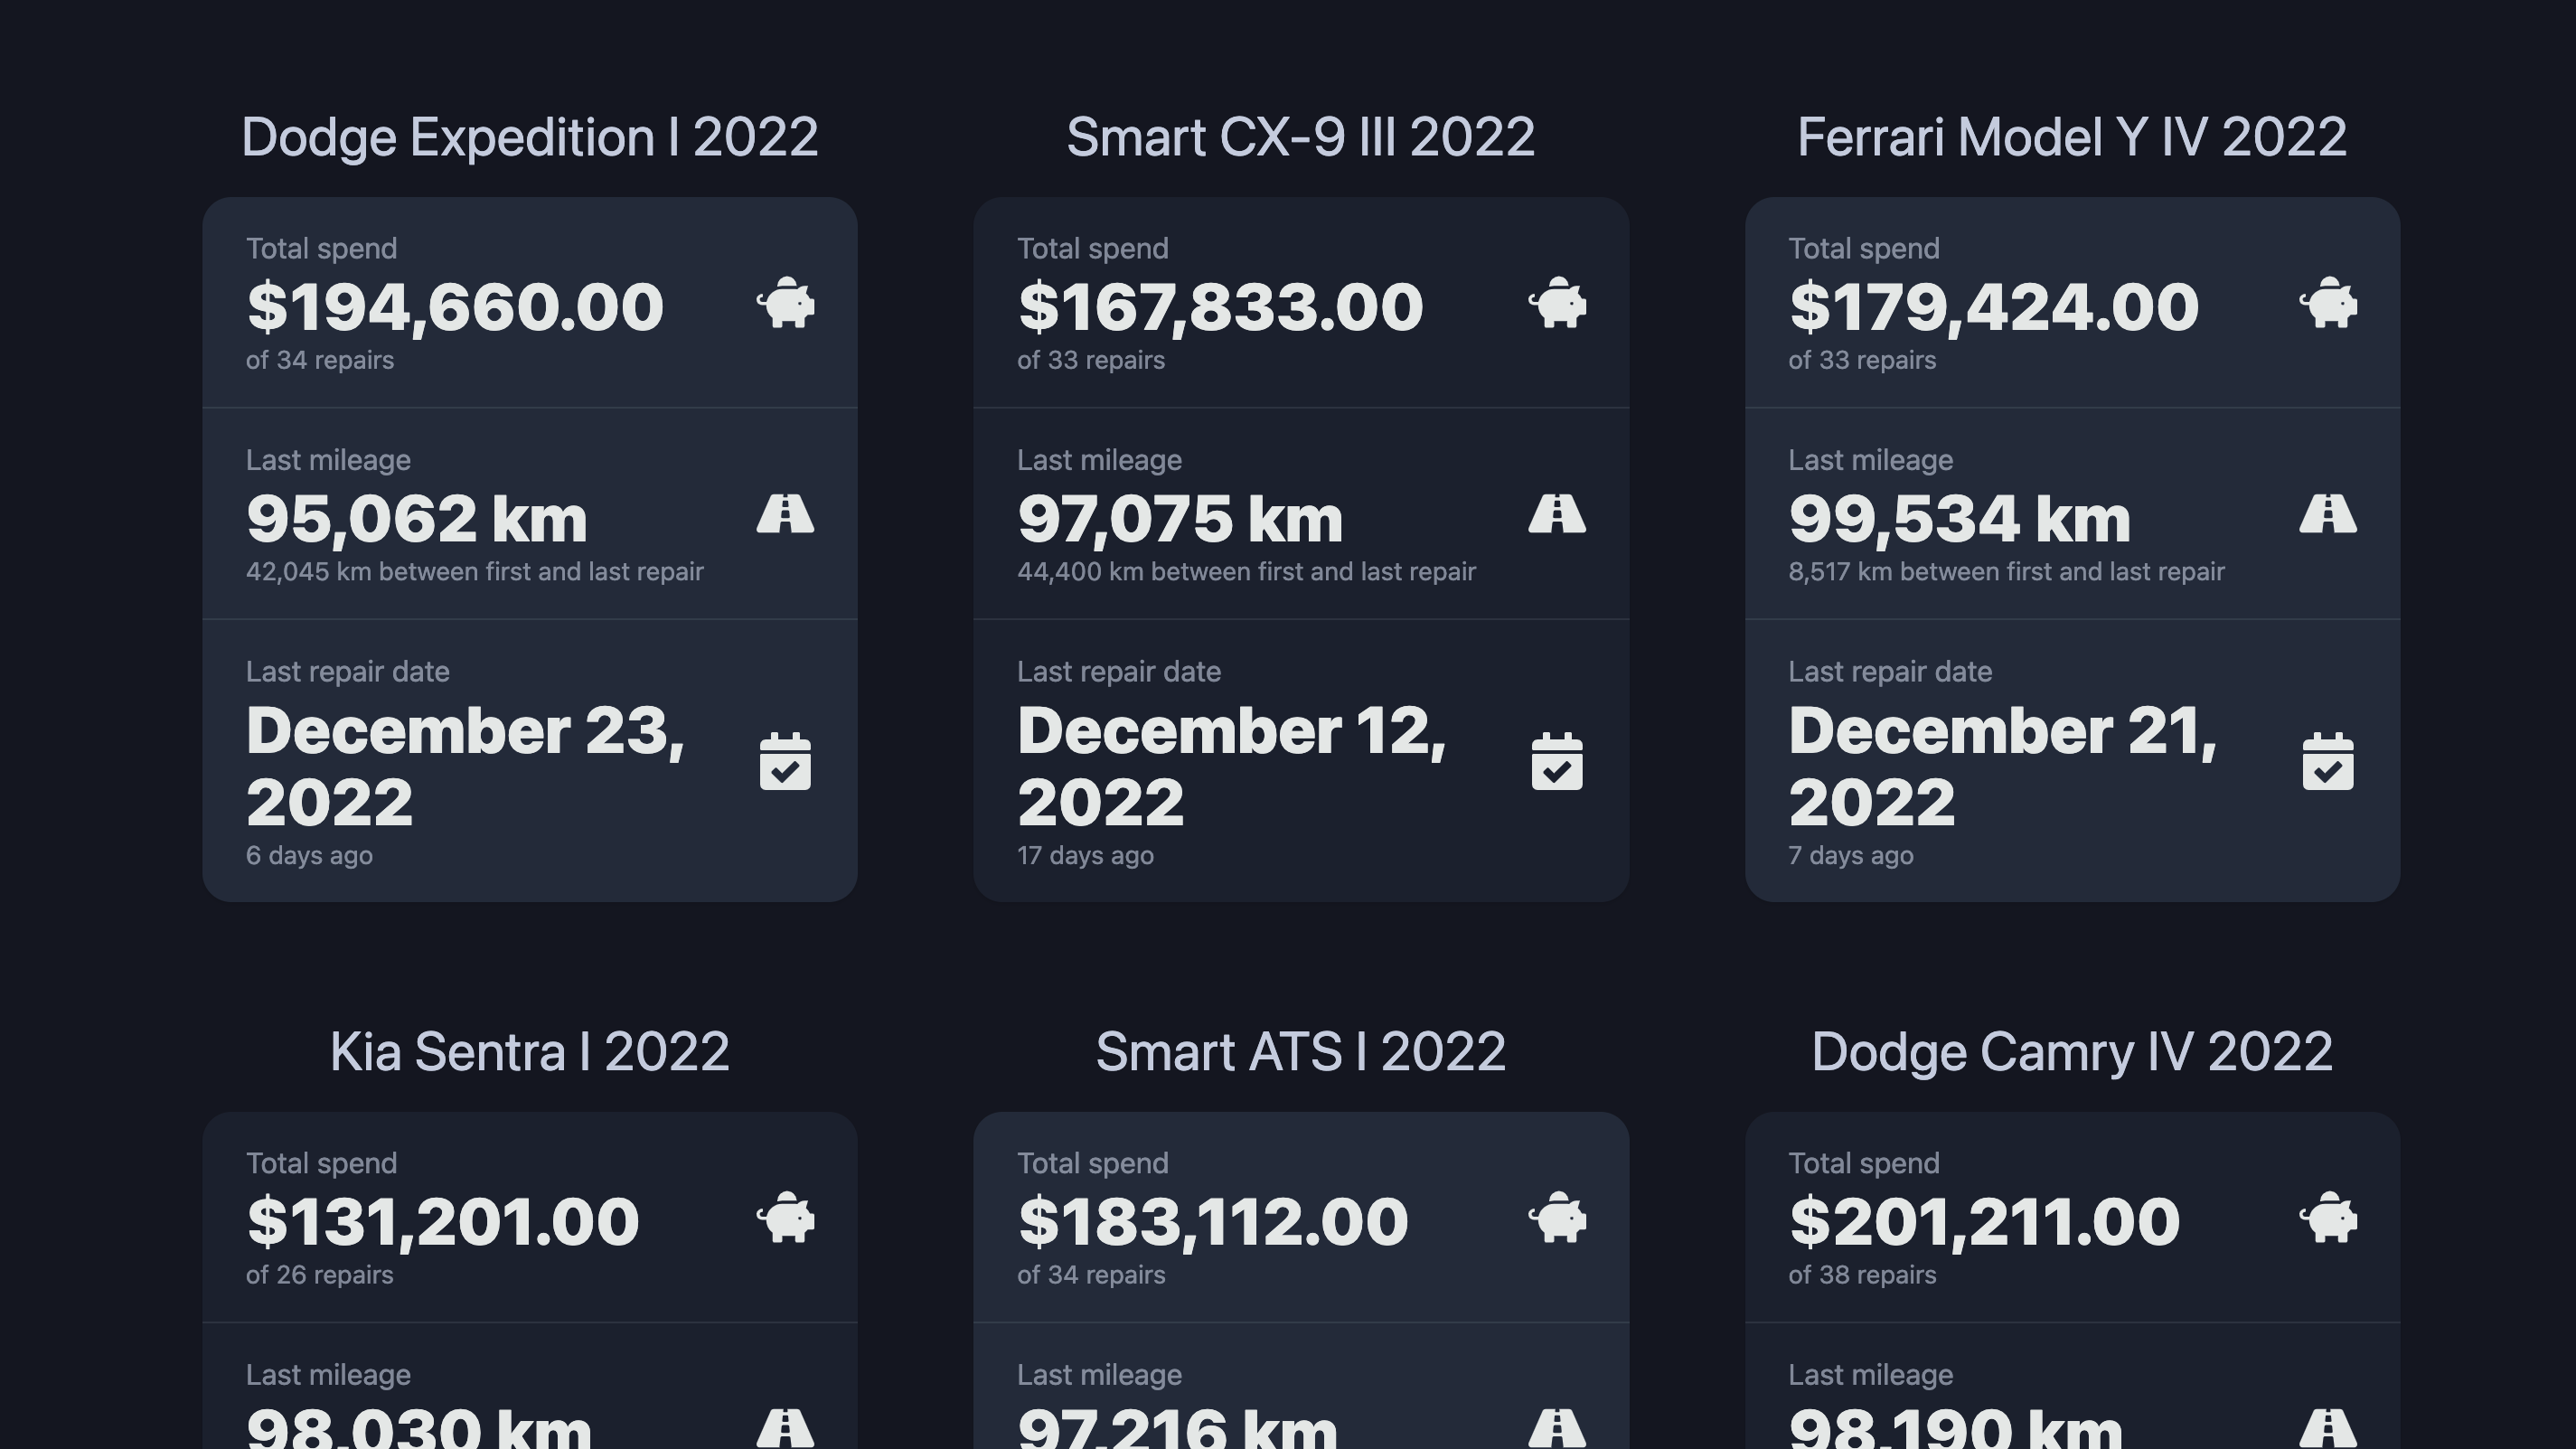 Dodge Expedition I 2022
Total spend
$194,660.00
of 34 repairs
Last mileage
95,062 km
42,045 km between first and last repair
Last repair date
December 23,
2022
6 days ago
Smart CX-9 III 2022
Total spend
$167,833.00
of 33 repairs
Last mileage
97,075 km
44,400 km between first and last repair
Last repair date
December 12,
2022
17 days ago
Ferrari Model Y IV 2022
Total spend
$179,424.00
of 33 repairs
Last mileage
99,534 km
8,517 km between first and last repair
Last repair date
December 21,
2022
7 days ago
Kia Sentra I 2022
Total spend
$131,201.00
of 26 repairs
Last mileage
98,030 km
Smart ATS I 2022
Total spend
$183,112.00
of 34 repairs
Last mileage
97,216 km
Dodge Camry IV 2022
Total spend
$201,211.00
of 38 repairs
Last mileage
98,190 km